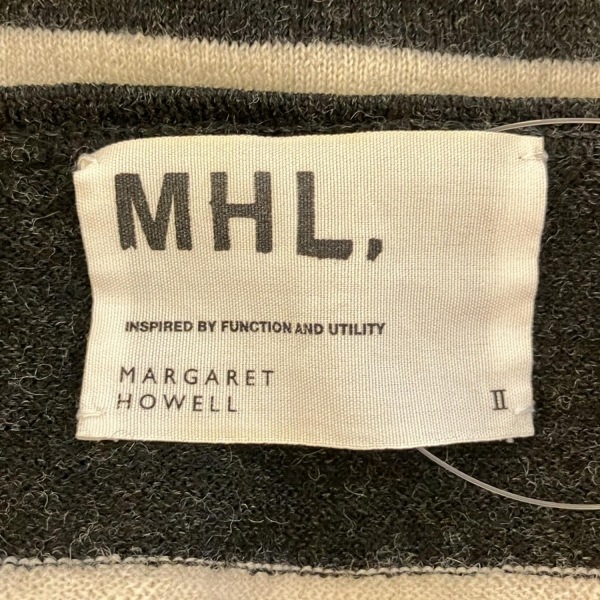 MHL.
INSPIRED BY FUNCTION AND UTILITY
MARGARET
HOWELL
II